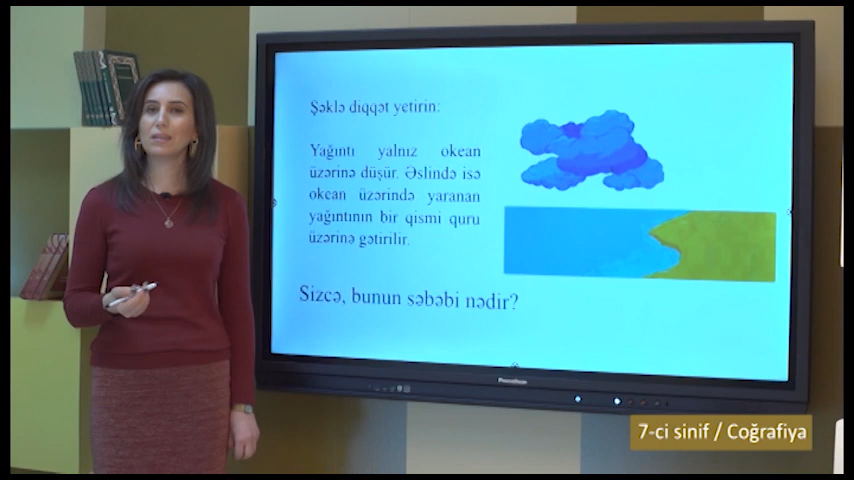 Şəklə diqqət yetirin:
Yağıntı yalnız okean
üzərinə düşür. Əslində isə
okean üzərində yaranan
yağıntının bir qismi quru
üzərinə gətirilir.
Sizcə, bunun səbəbi nədir?
Promethean
7-ci sinif / Coğrafiya